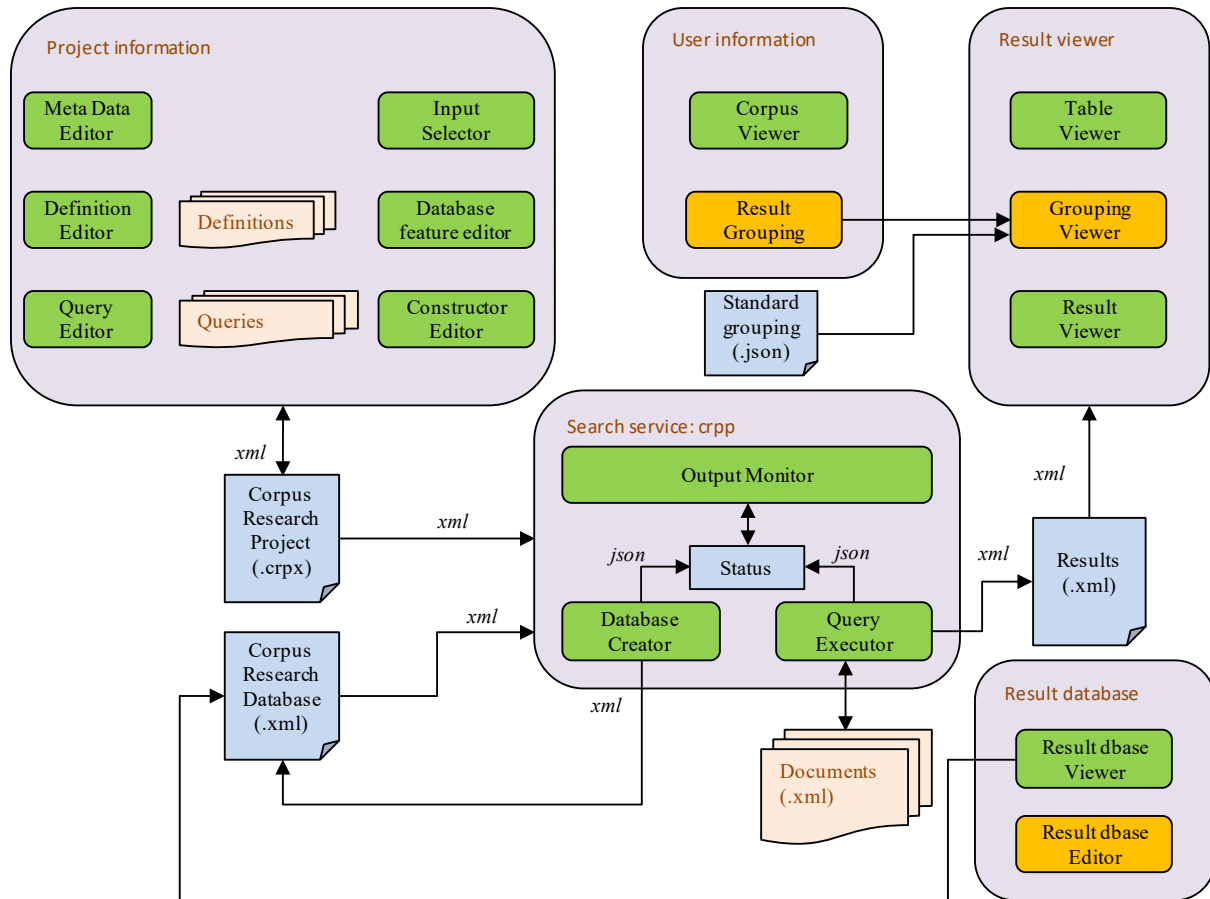 Project information
Meta Data
Editor
Input
Selector
Definition
Editor
Definitions
Database
feature editor
Query
Editor
Queries
Constructor
Editor
User information
Corpus
Viewer
Result
Grouping
Standard
grouping
(.json)
Result viewer
Table
Viewer
Grouping
Viewer
Result
Viewer
xml
Corpus
Research
Project
(.crpx)
xml
Search service: crpp
Output Monitor
json
Status
json
Database
Creator
Query
Executor
xml
Results
(.xml)
xml
Corpus
Research
Database
(.xml)
xml
xml
Documents
(.xml)
Result database
Result dbase
Viewer
Result dbase
Editor